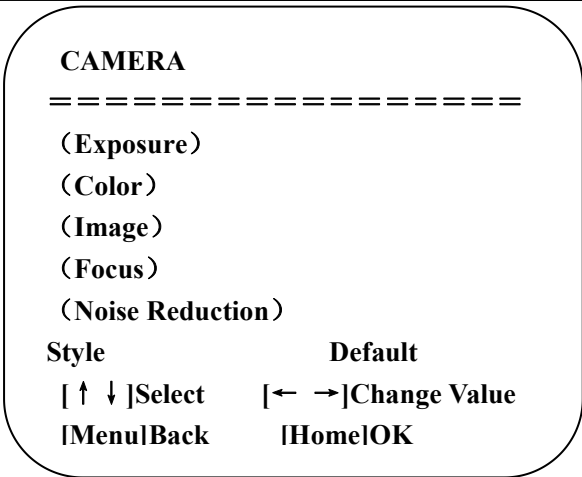 CAMERA
==================
（Exposure）
（Color）
（Image）
（Focus）
（Noise Reduction）
Style Default
[↑ ↓]Select [← →]Change Value
[Menu]Back [Home]OK